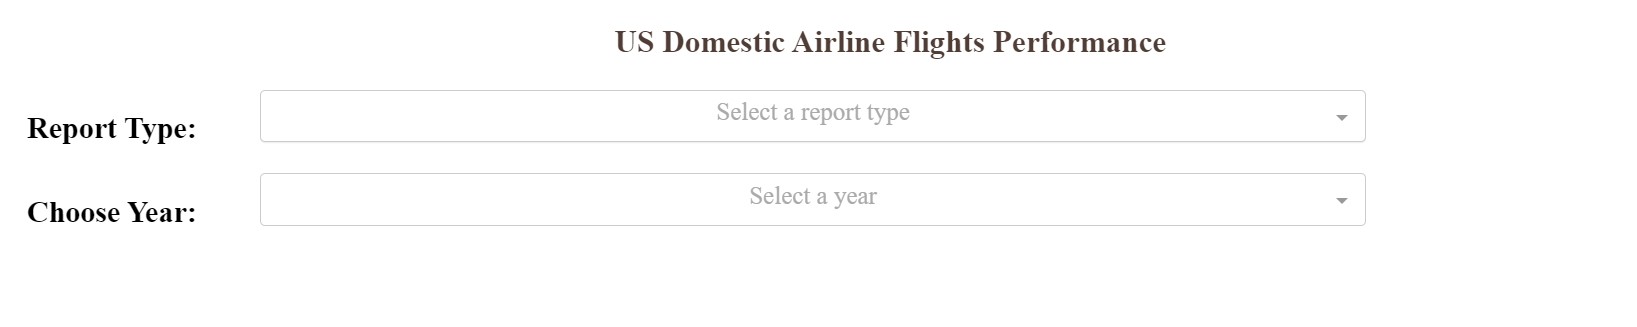 US Domestic Airline Flights Performance
Report Type:
Select a report type
Choose Year:
Select a year